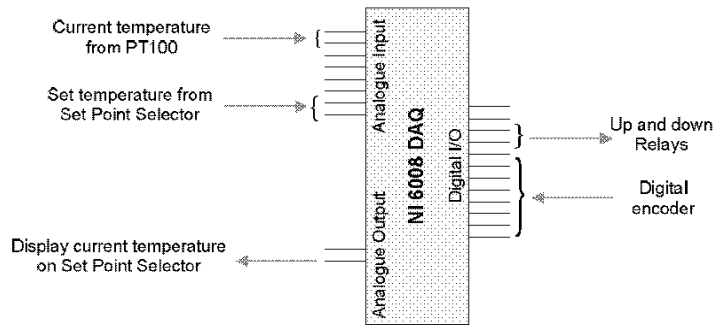 Current temperature
from PT100
Set temperature from
Set Point Selector
Display current temperature
on Set Point Selector
Analogue Input
Analogue Output
NI 6008 DAQ
Digital I/O
Up and down
Relays
Digital
encoder